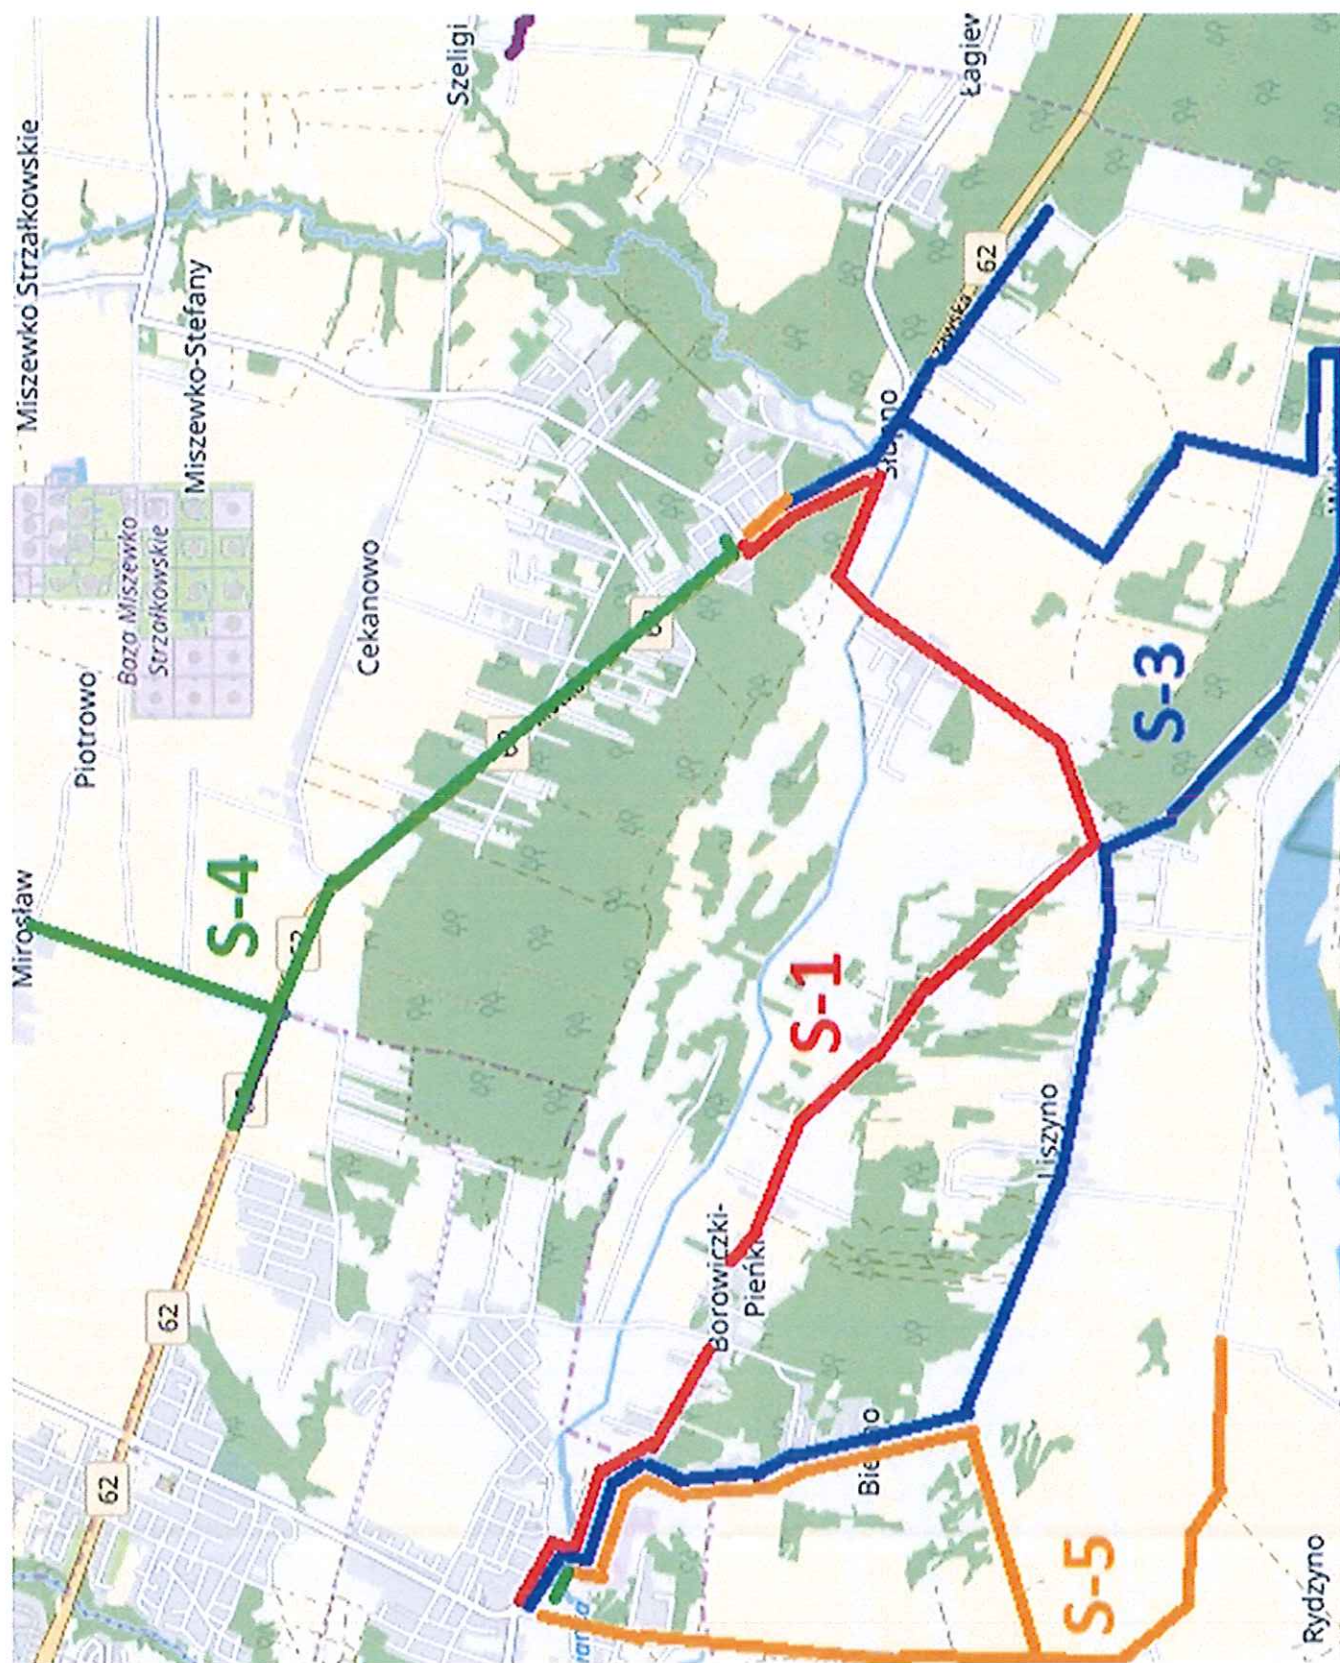 Miszewko Strzałkowskie
Szeligi
Łagiew
Miszewko-Stefany
62
Baza Miszewko
Strzałkowskie
Cekanowo
Piotrowo
Mirosław
S-4
S-3
S-1
Liszyno
Borowiczki-
Pieńki
62
62
S-5
Rydzyno